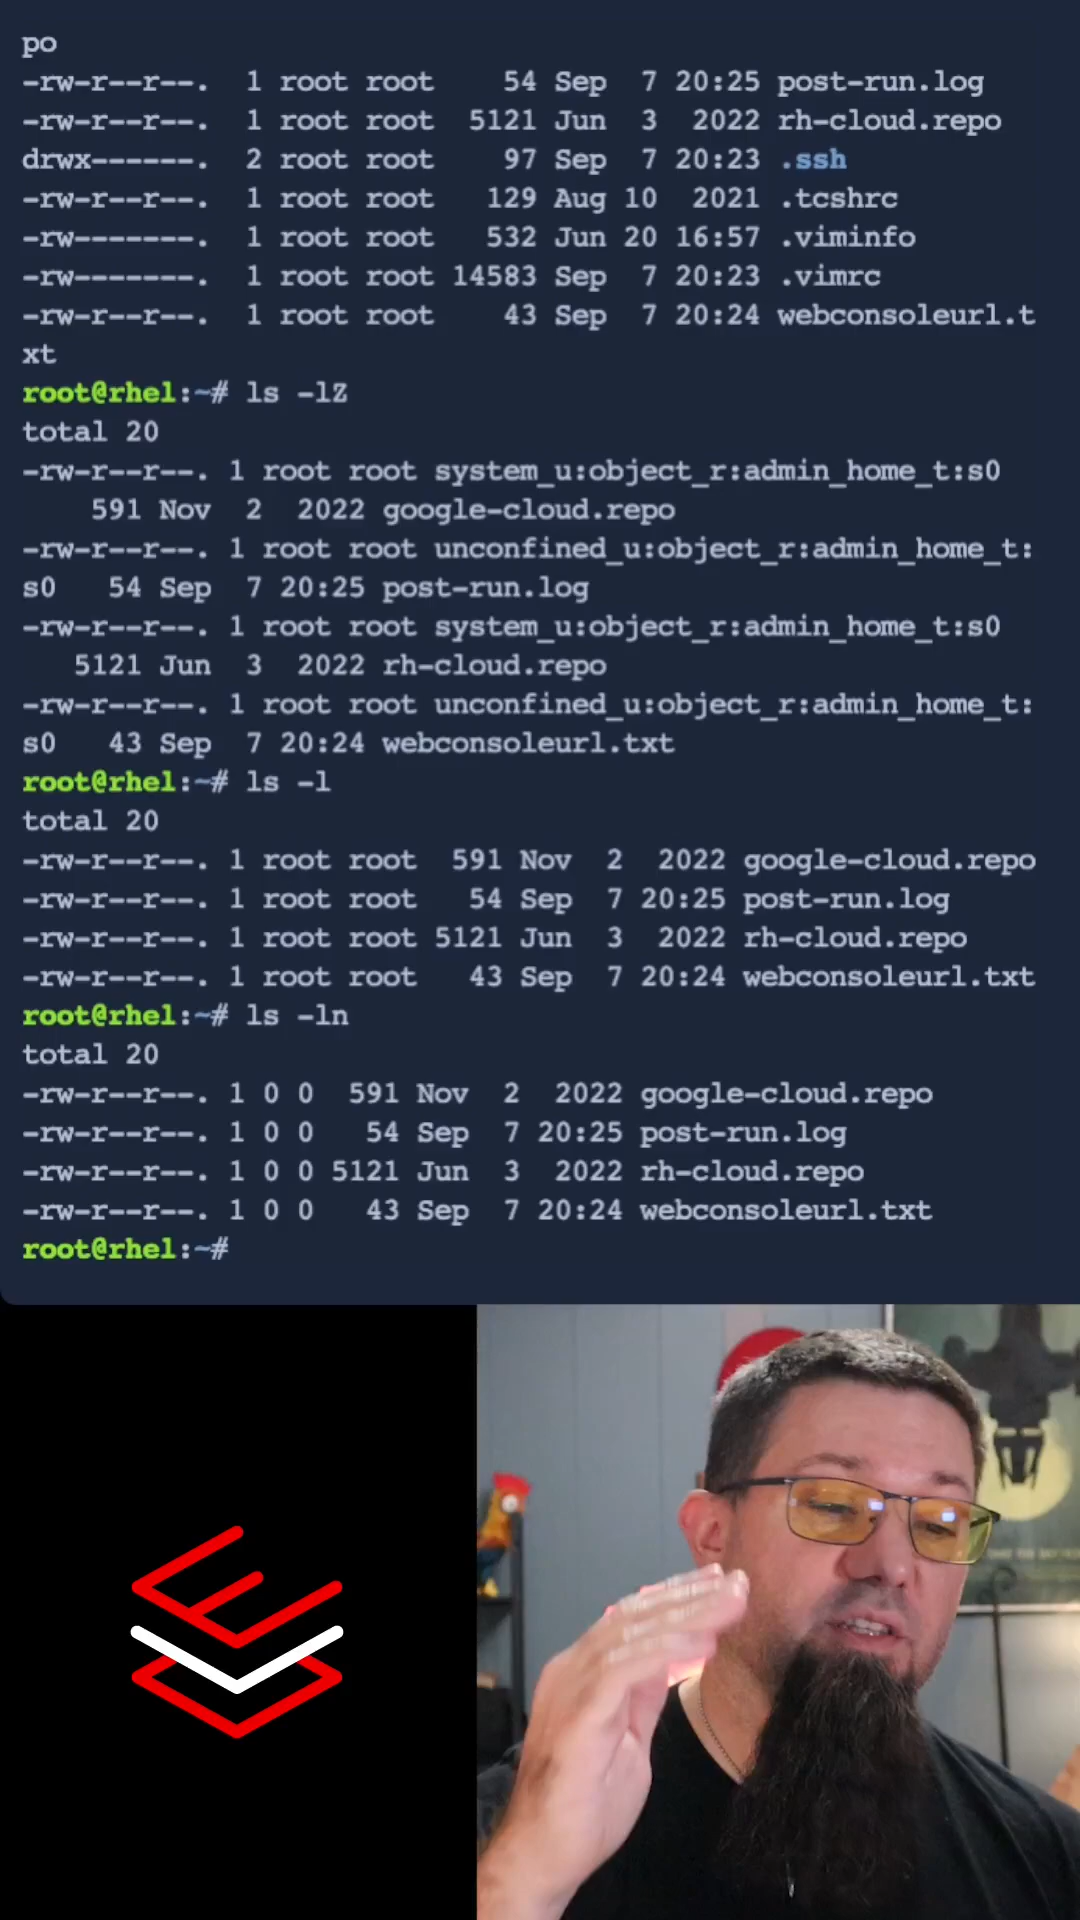 po
-rw-r--r--.  1 root root    54 Sep  7 20:25 post-run.log
-rw-r--r--.  1 root root  5121 Jun  3  2022 rh-cloud.repo
drwx------.  2 root root    97 Sep  7 20:23 .ssh
-rw-r--r--.  1 root root   129 Aug 10  2021 .tcshrc
-rw-------.  1 root root   532 Jun 20 16:57 .viminfo
-rw-------.  1 root root 14583 Sep  7 20:23 .vimrc
-rw-r--r--.  1 root root    43 Sep  7 20:24 webconsoleurl.t
xt
root@rhel:~# ls -lZ
total 20
-rw-r--r--. 1 root root system_u:object_r:admin_home_t:s0
    591 Nov  2  2022 google-cloud.repo
-rw-r--r--. 1 root root unconfined_u:object_r:admin_home_t:
s0   54 Sep  7 20:25 post-run.log
-rw-r--r--. 1 root root system_u:object_r:admin_home_t:s0
   5121 Jun  3  2022 rh-cloud.repo
-rw-r--r--. 1 root root unconfined_u:object_r:admin_home_t:
s0   43 Sep  7 20:24 webconsoleurl.txt
root@rhel:~# ls -l
total 20
-rw-r--r--. 1 root root  591 Nov  2  2022 google-cloud.repo
-rw-r--r--. 1 root root   54 Sep  7 20:25 post-run.log
-rw-r--r--. 1 root root 5121 Jun  3  2022 rh-cloud.repo
-rw-r--r--. 1 root root   43 Sep  7 20:24 webconsoleurl.txt
root@rhel:~# ls -ln
total 20
-rw-r--r--. 1 0 0  591 Nov  2  2022 google-cloud.repo
-rw-r--r--. 1 0 0   54 Sep  7 20:25 post-run.log
-rw-r--r--. 1 0 0 5121 Jun  3  2022 rh-cloud.repo
-rw-r--r--. 1 0 0   43 Sep  7 20:24 webconsoleurl.txt
root@rhel:~#